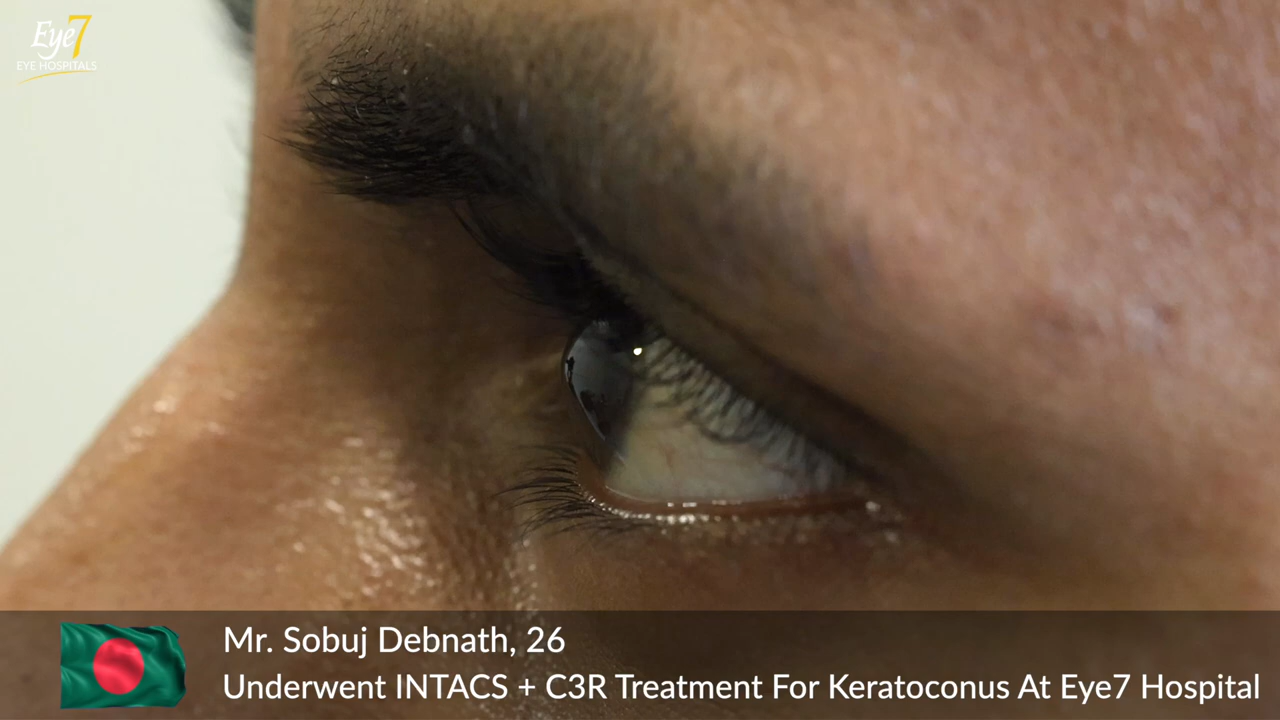 Eye7
EYE HOSPITALS
Mr. Sobuj Debnath, 26
Underwent INTACS + C3R Treatment For Keratoconus At Eye7 Hospital